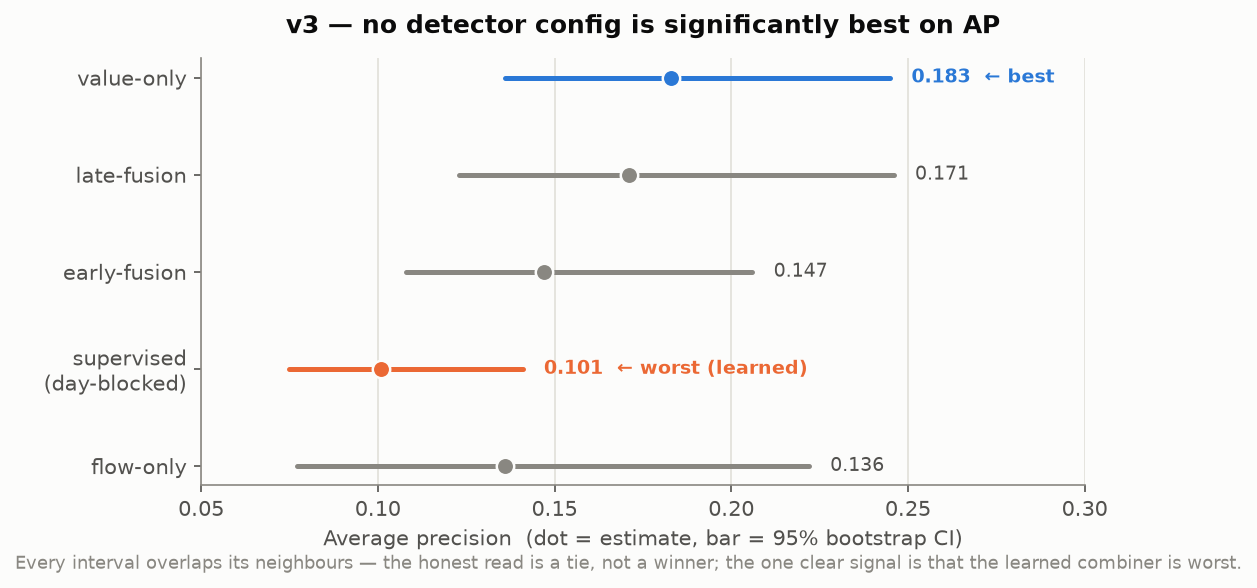 v3 — no detector config is significantly best on AP
value-only
0.183 ← best
late-fusion
0.171
early-fusion
0.147
supervised
(day-blocked)
0.101 ← worst (learned)
flow-only
0.136
0.05 0.10 0.15 0.20 0.25 0.30
Average precision (dot = estimate, bar = 95% bootstrap CI)
Every interval overlaps its neighbours — the honest read is a tie, not a winner; the one clear signal is that the learned combiner is worst.